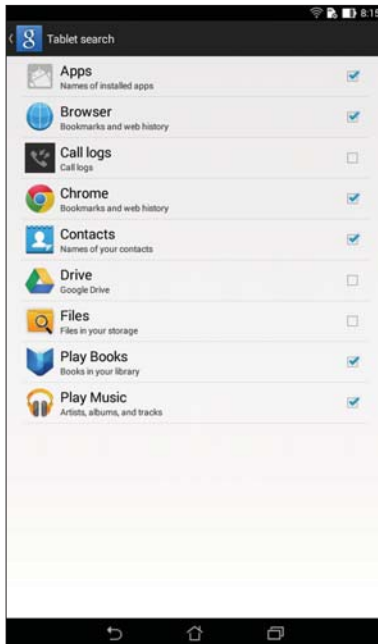 8:15
Tablet search
Apps
Names of installed apps
Browser
Bookmarks and web history
Call logs
Call logs
Chrome
Bookmarks and web history
Contacts
Names of your contacts
Drive
Google Drive
Files
Files in your storage
Play Books
Books in your library
Play Music
Artists, albums, and tracks